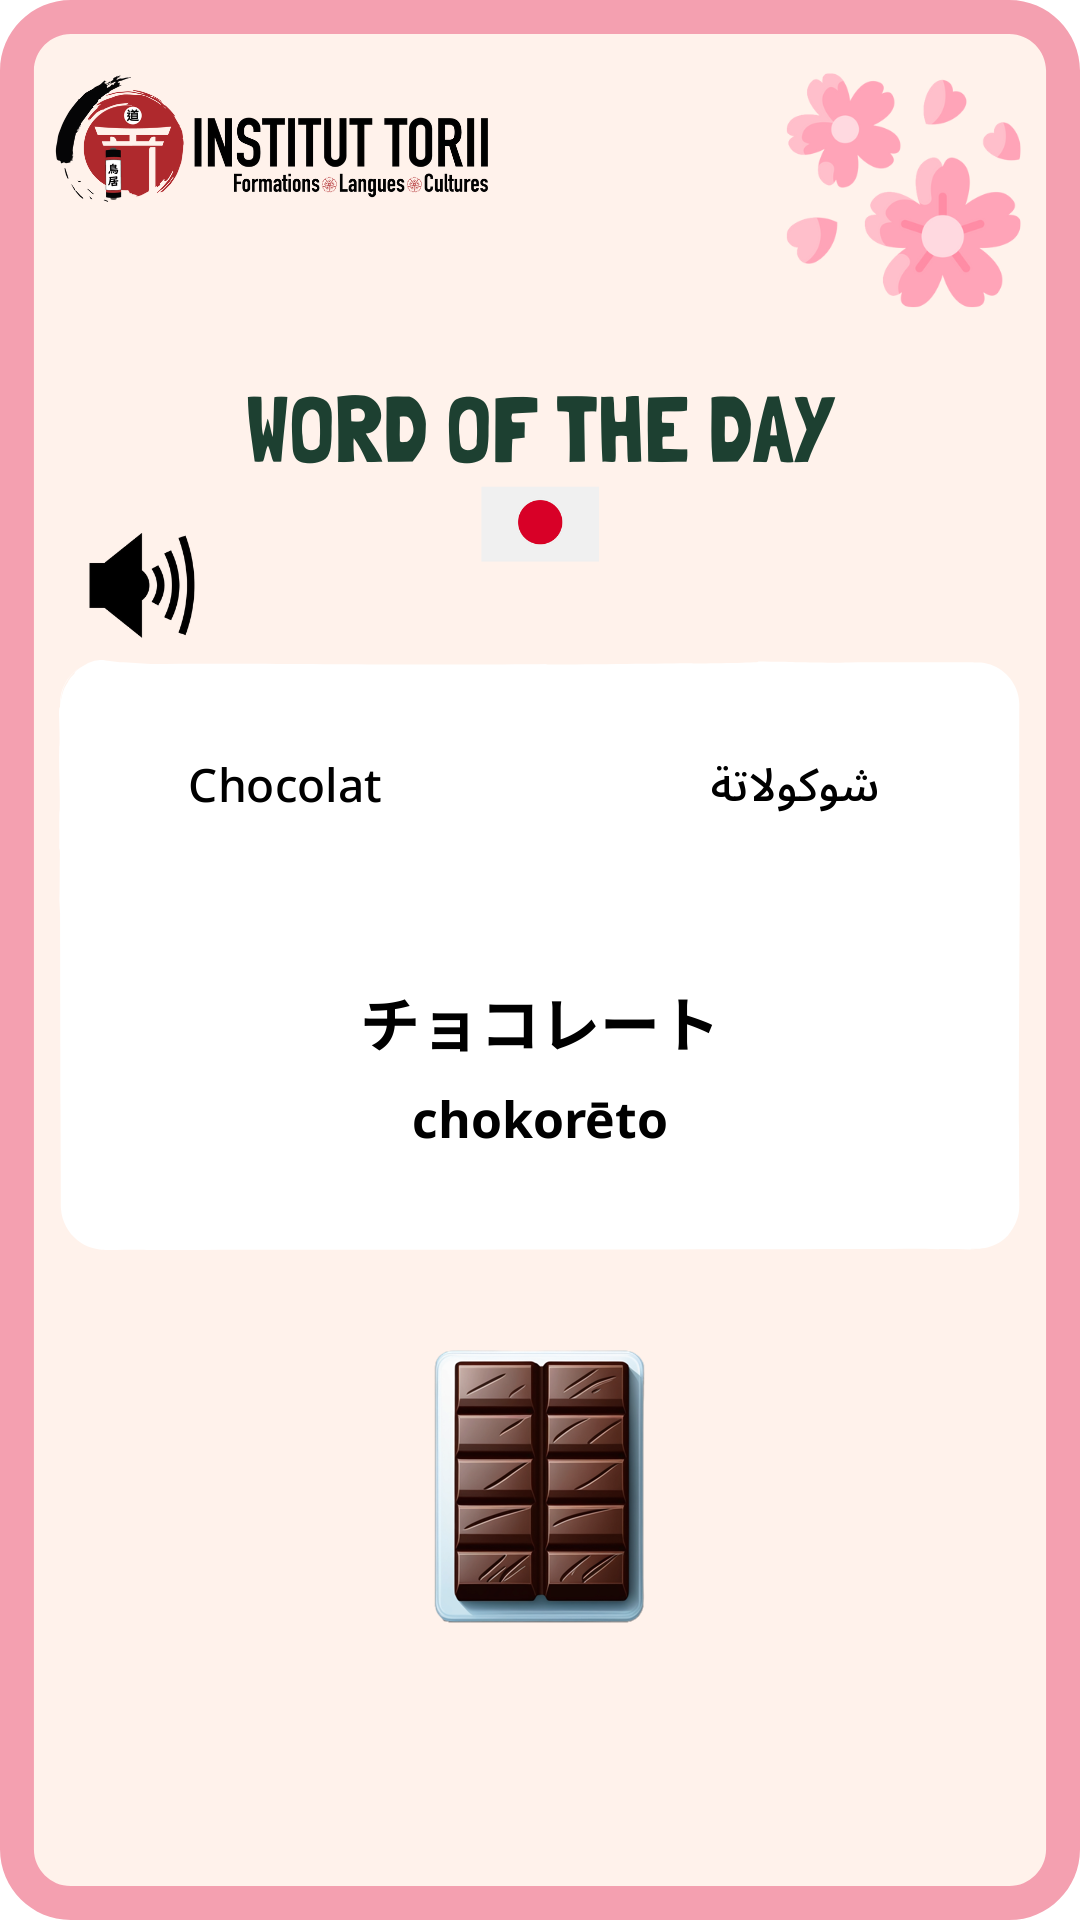 道
鳥居
INSTITUT TORII
Formations Langues Cultures
WORD OF THE DAY
Chocolat
شوكولاتة
チョコレート
chokorēto